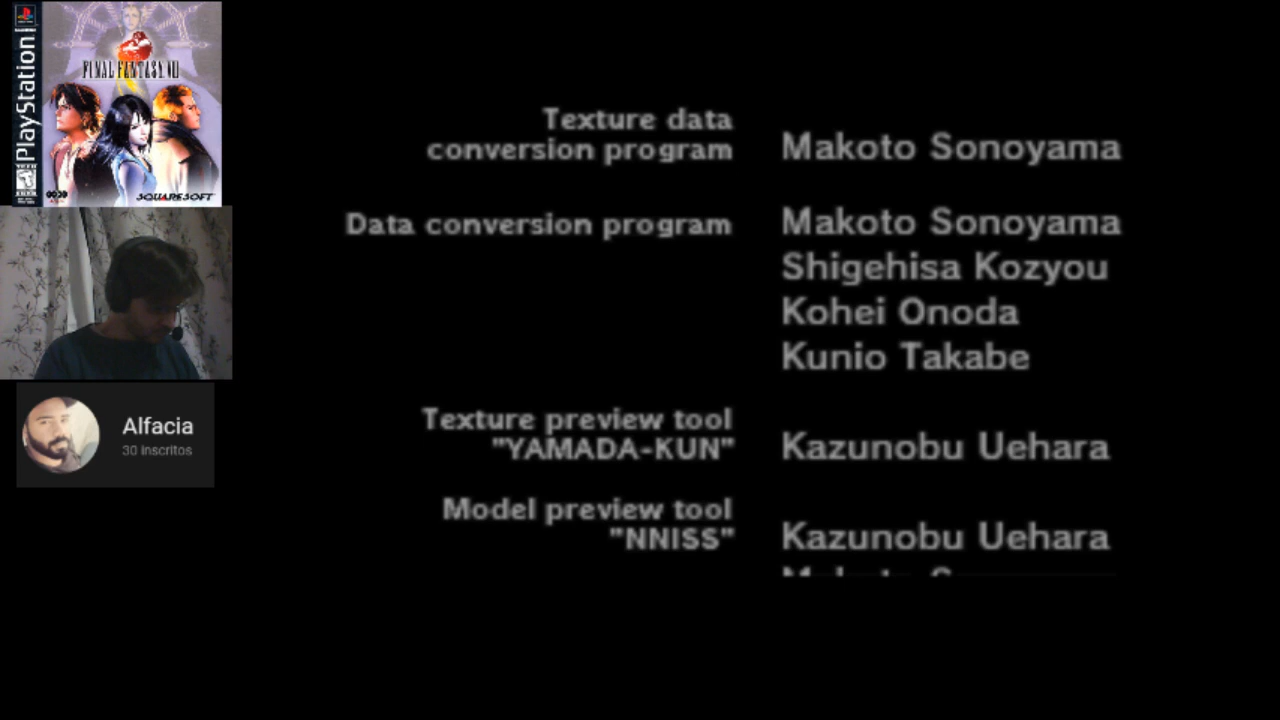 PlayStation
FINAL FANTASY VIII
SQUARESOFT
Alfacia
30 inscritos
Texture data
conversion program
Makoto Sonoyama
Data conversion program
Makoto Sonoyama
Shigehisa Kozyou
Kohei Onoda
Kunio Takabe
Texture preview tool
"YAMADA-KUN"
Kazunobu Uehara
Model preview tool
"NNISS"
Kazunobu Uehara